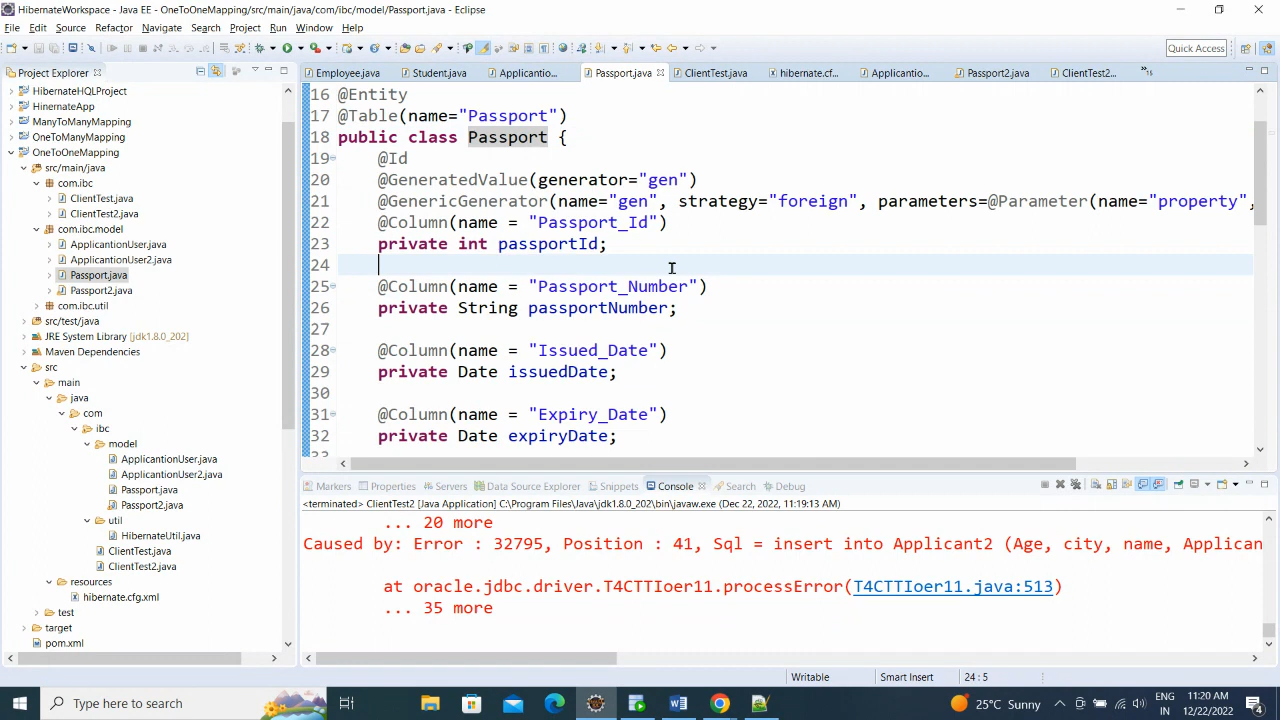 HibernateWorkspace - Java EE - OneToOneMapping/src/main/java/com/ibc/model/Passport.java - Eclipse
File Edit Source Refactor Navigate Search Project Run Window Help
Quick Access
Project Explorer
HibernateHQLProject
HinernateApp
ManyToManyMapping
OneToManyMapping
OneToOneMapping
src/main/java
com.ibc
ClientTest.java
ClientTest2.java
com.ibc.model
ApplicantionUser.java
ApplicantionUser2.java
Passport.java
Passport2.java
com.ibc.util
src/test/java
JRE System Library [jdk1.8.0_202]
Maven Dependencies
src
main
java
com
ibc
model
ApplicantionUser.java
ApplicantionUser2.java
Passport.java
Passport2.java
util
HibernateUtil.java
ClientTest.java
ClientTest2.java
resources
hibernate.cfg.xml
test
target
pom.xml
Employee.java Student.java Applicantio... Passport.java ClientTest.java hibernate.cf... Applicantio... Passport2.java ClientTest2... »15
16 @Entity
17 @Table(name="Passport")
18 public class Passport {
19 @Id
20 @GeneratedValue(generator="gen")
21 @GenericGenerator(name="gen", strategy="foreign", parameters=@Parameter(name="property",
22 @Column(name = "Passport_Id")
23 private int passportId;
24
25 @Column(name = "Passport_Number")
26 private String passportNumber;
27
28 @Column(name = "Issued_Date")
29 private Date issuedDate;
30
31 @Column(name = "Expiry_Date")
32 private Date expiryDate;
33
Markers Properties Servers Data Source Explorer Snippets Console Search Debug
<terminated> ClientTest2 [Java Application] C:\Program Files\Java\jdk1.8.0_202\bin\javaw.exe (Dec 22, 2022, 11:19:13 AM)
... 20 more
Caused by: Error : 32795, Position : 41, Sql = insert into Applicant2 (Age, city, name, Applican
at oracle.jdbc.driver.T4CTTIoer11.processError(T4CTTIoer11.java:513)
... 35 more
Writable Smart Insert 24 : 5
Type here to search
25°C Sunny
ENG
IN
11:20 AM
12/22/2022
4